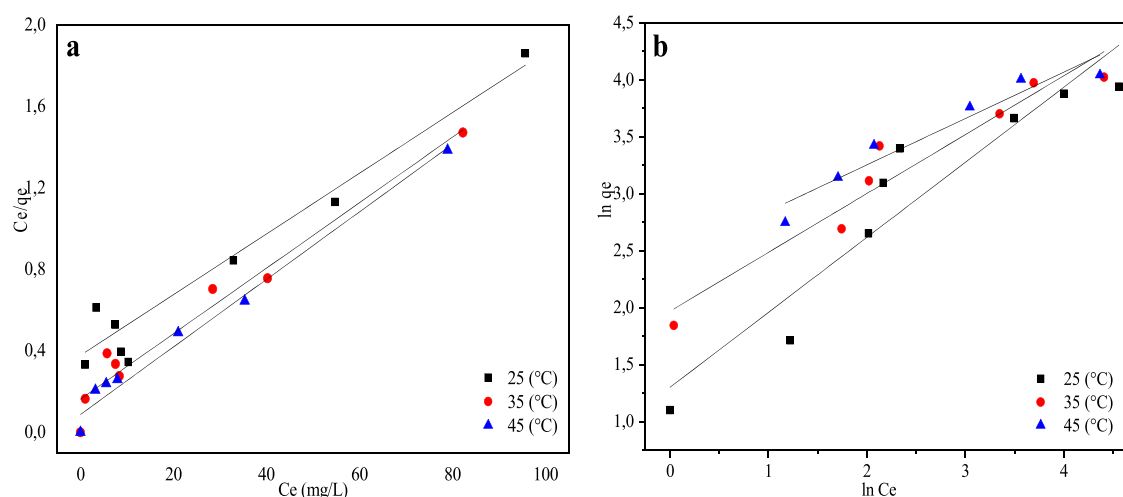 a
2,0
1,6
1,2
0,8
0,4
0,0
Ce/qe
0 20 40 60 80 100
Ce (mg/L)
25 (°C)
35 (°C)
45 (°C)
b
4,5
4,0
3,5
3,0
2,5
2,0
1,5
1,0
ln qe
0 1 2 3 4
ln Ce
25 (°C)
35 (°C)
45 (°C)